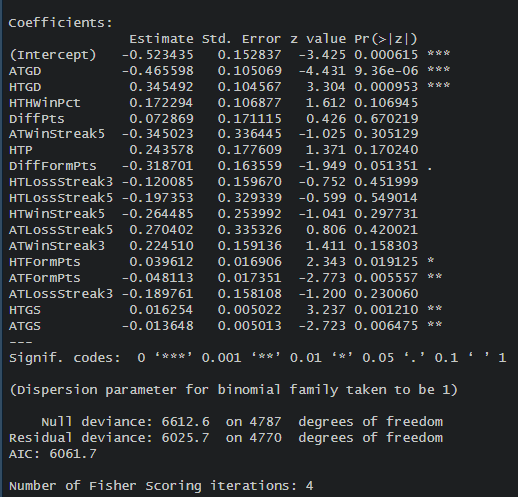 Coefficients:
Estimate Std. Error z value Pr(>|z|)
(Intercept) -0.523435 0.152837 -3.425 0.000615 ***
ATGD -0.465598 0.105069 -4.431 9.36e-06 ***
HTGD 0.345492 0.104567 3.304 0.000953 ***
HTHWinPct 0.172294 0.106877 1.612 0.106945
DiffPts 0.072869 0.171115 0.426 0.670219
ATWinStreak5 -0.345023 0.336445 -1.025 0.305129
HTP 0.243578 0.177609 1.371 0.170240
DiffFormPts -0.318701 0.163559 -1.949 0.051351 .
HTLossStreak3 -0.120085 0.159670 -0.752 0.451999
HTLossStreak5 -0.197353 0.329339 -0.599 0.549014
HTWinStreak5 -0.264485 0.253992 -1.041 0.297731
ATLossStreak5 0.270402 0.335326 0.806 0.420021
ATWinStreak3 0.224510 0.159136 1.411 0.158303
HTFormPts 0.039612 0.016906 2.343 0.019125 *
ATFormPts -0.048113 0.017351 -2.773 0.005557 **
ATLossStreak3 -0.189761 0.158108 -1.200 0.230060
HTGS 0.016254 0.005022 3.237 0.001210 **
ATGS -0.013648 0.005013 -2.723 0.006475 **
---
Signif. codes: 0 ‘***’ 0.001 ‘**’ 0.01 ‘*’ 0.05 ‘.’ 0.1 ‘ ’ 1
(Dispersion parameter for binomial family taken to be 1)
Null deviance: 6612.6 on 4787 degrees of freedom
Residual deviance: 6025.7 on 4770 degrees of freedom
AIC: 6061.7
Number of Fisher Scoring iterations: 4